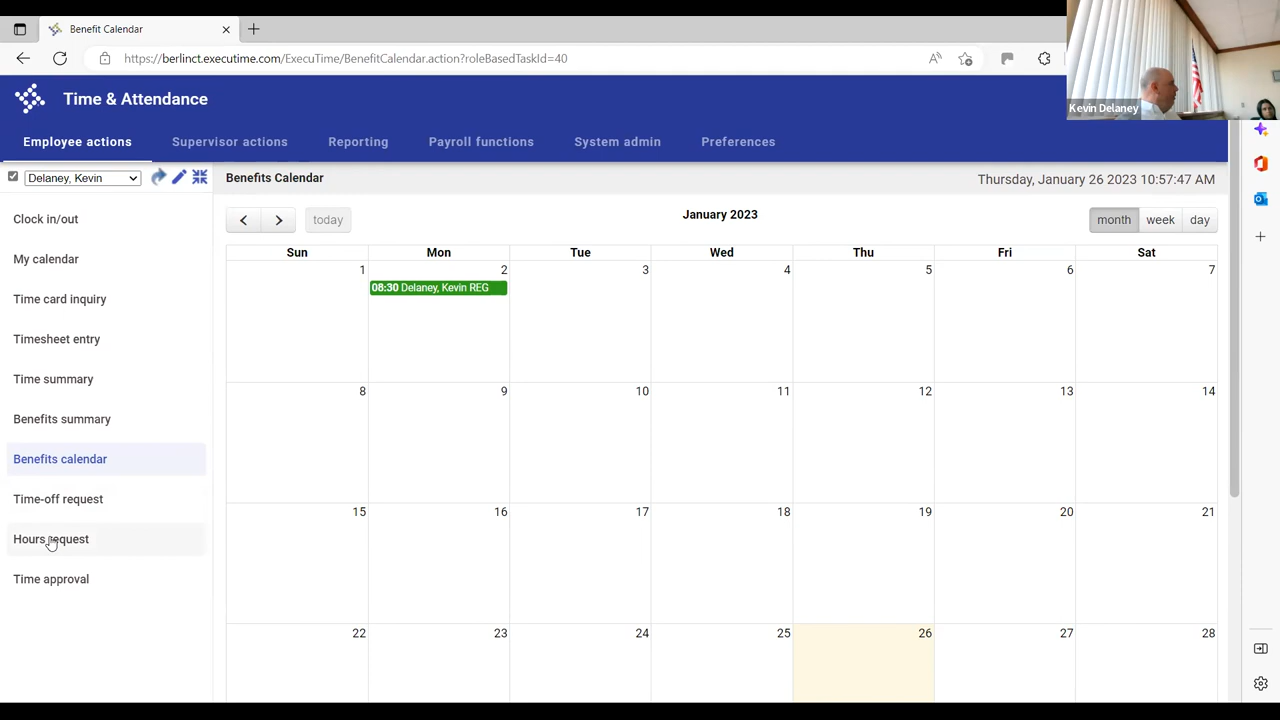 Benefit Calendar
https://berlinct.executime.com/ExecuTime/BenefitCalendar.action?roleBasedTaskId=40
Kevin Delaney
Time & Attendance
Employee actions Supervisor actions Reporting Payroll functions System admin Preferences
Delaney, Kevin
Benefits Calendar
Thursday, January 26 2023 10:57:47 AM
Clock in/out
My calendar
Time card inquiry
Timesheet entry
Time summary
Benefits summary
Benefits calendar
Time-off request
Hours request
Time approval
today
January 2023
month week day
Sun Mon Tue Wed Thu Fri Sat
1 2 3 4 5 6 7
08:30 Delaney, Kevin REG
8 9 10 11 12 13 14
15 16 17 18 19 20 21
22 23 24 25 26 27 28